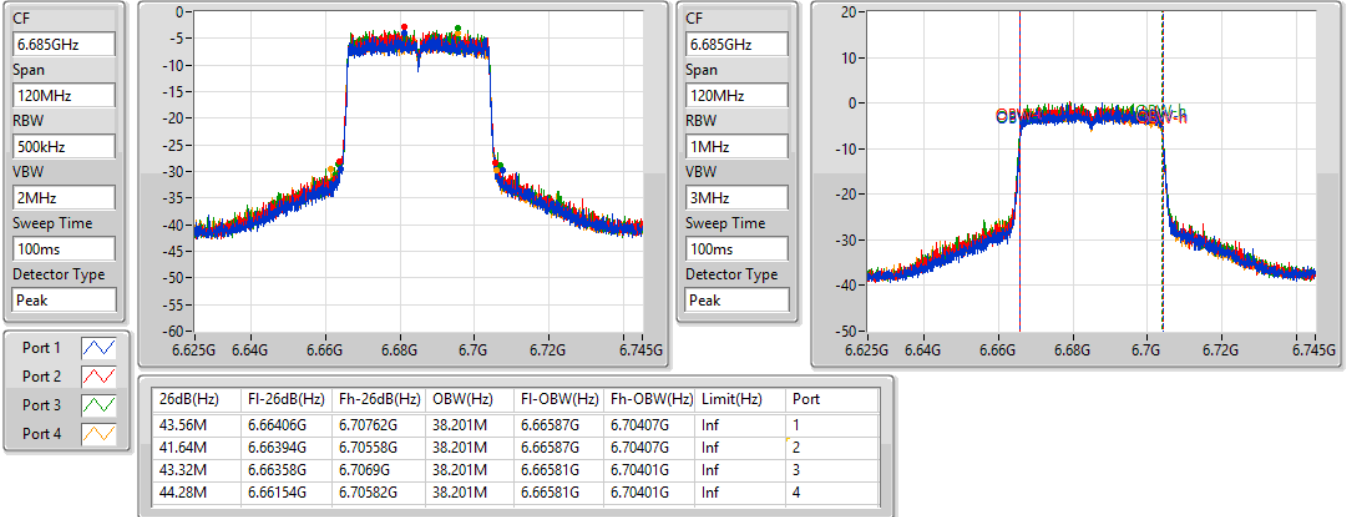 CF
6.685GHz
Span
120MHz
RBW
500kHz
VBW
2MHz
Sweep Time
100ms
Detector Type
Peak
0-
-5-
-10-
-15-
-20-
-25-
-30-
-35-
-40-
-45-
-50-
-55-
-60-
6.625G 6.64G 6.66G 6.68G 6.7G 6.72G 6.745G
CF
6.685GHz
Span
120MHz
RBW
1MHz
VBW
3MHz
Sweep Time
100ms
Detector Type
Peak
20-
10-
0-
-10-
-20-
-30-
-40-
-50-
6.625G 6.64G 6.66G 6.68G 6.7G 6.72G 6.745G
OBW-h
Port 1
Port 2
Port 3
Port 4
26dB(Hz) Fl-26dB(Hz) Fh-26dB(Hz) OBW(Hz) Fl-OBW(Hz) Fh-OBW(Hz) Limit(Hz) Port
43.56M 6.66406G 6.70762G 38.201M 6.66587G 6.70407G Inf 1
41.64M 6.66394G 6.70558G 38.201M 6.66587G 6.70407G Inf 2
43.32M 6.66358G 6.7069G 38.201M 6.66581G 6.70401G Inf 3
44.28M 6.66154G 6.70582G 38.201M 6.66581G 6.70401G Inf 4